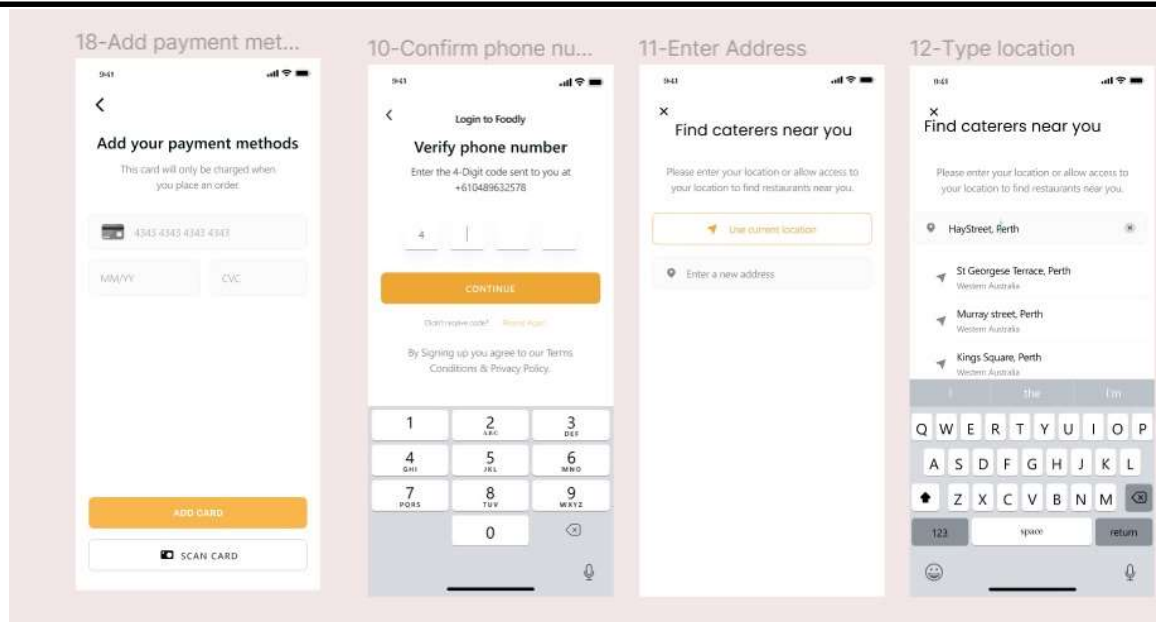 18-Add payment met...
9:41
Add your payment methods
This card will only be charged when
you place an order.
4343 4343 4343 4343
MM/YY
CVC
ADD CARD
SCAN CARD
10-Confirm phone nu...
9:41
Login to Foodly
Verify phone number
Enter the 4-Digit code sent to you at
+610489632578
4
CONTINUE
Didn't receive code? Resend Again
By Signing up you agree to our Terms
Conditions & Privacy Policy.
1 2 3
ABC DEF
4 5 6
GHI JKL MNO
7 8 9
PQRS TUV WXYZ
0
11-Enter Address
9:41
Find caterers near you
Please enter your location or allow access to
your location to find restaurants near you.
Use current location
Enter a new address
12-Type location
9:41
Find caterers near you
Please enter your location or allow access to
your location to find restaurants near you.
HayStreet, Perth
St Georgese Terrace, Perth
Western Australia
Murray street, Perth
Western Australia
Kings Square, Perth
Western Australia
I the I'm
Q W E R T Y U I O P
A S D F G H J K L
Z X C V B N M
123 space return